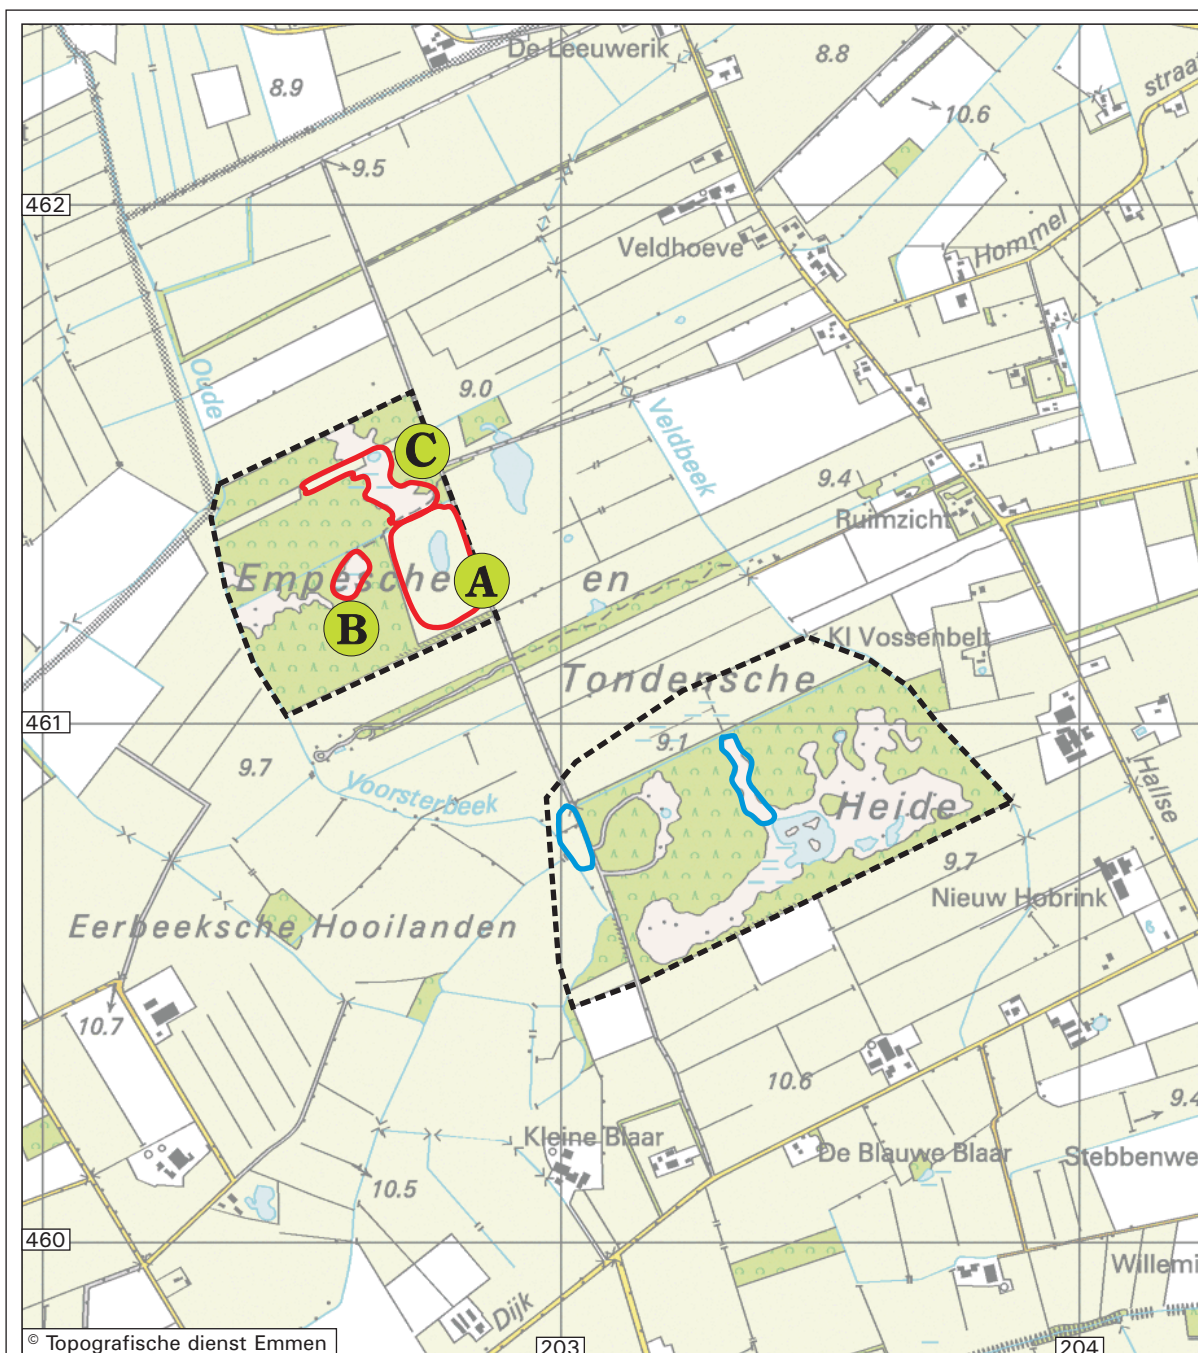 De Leeuwerik
8.8
straat
8.9
10.6
9.5
462
Hommel
Veldhoeve
Oude
9.0
Veldbeek
C
9.4
Ruimzicht
Empesche en
A
B
Kl Vossenbelt
Tondensche
461
9.1
9.7
Voorsterbeek
Hallse
Heide
9.7
Nieuw Hobrink
Eerbeeksche Hooilanden
10.7
10.6
9.4
Kleine Blaar
De Blauwe Blaar
Stebbenwe
10.5
460
Willemi
Dijk
© Topografische dienst Emmen
203
204